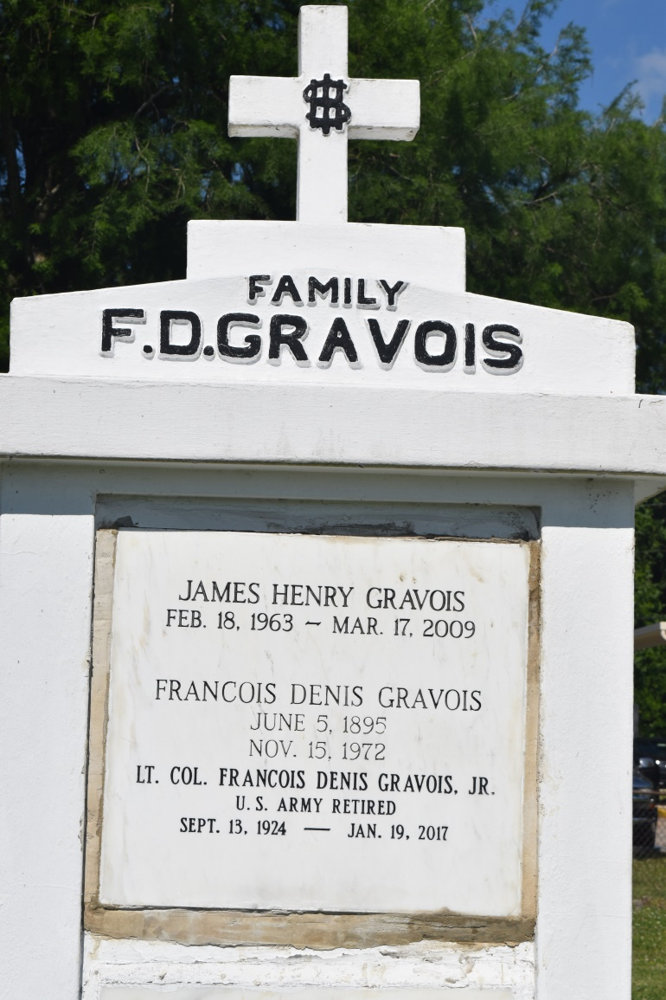 IHS
FAMILY
F.D.GRAVOIS
JAMES HENRY GRAVOIS
FEB. 18, 1963 ~ MAR. 17, 2009
FRANCOIS DENIS GRAVOIS
JUNE 5, 1895
NOV. 15, 1972
LT. COL. FRANCOIS DENIS GRAVOIS, JR.
U.S. ARMY RETIRED
SEPT. 13, 1924 — JAN. 19, 2017